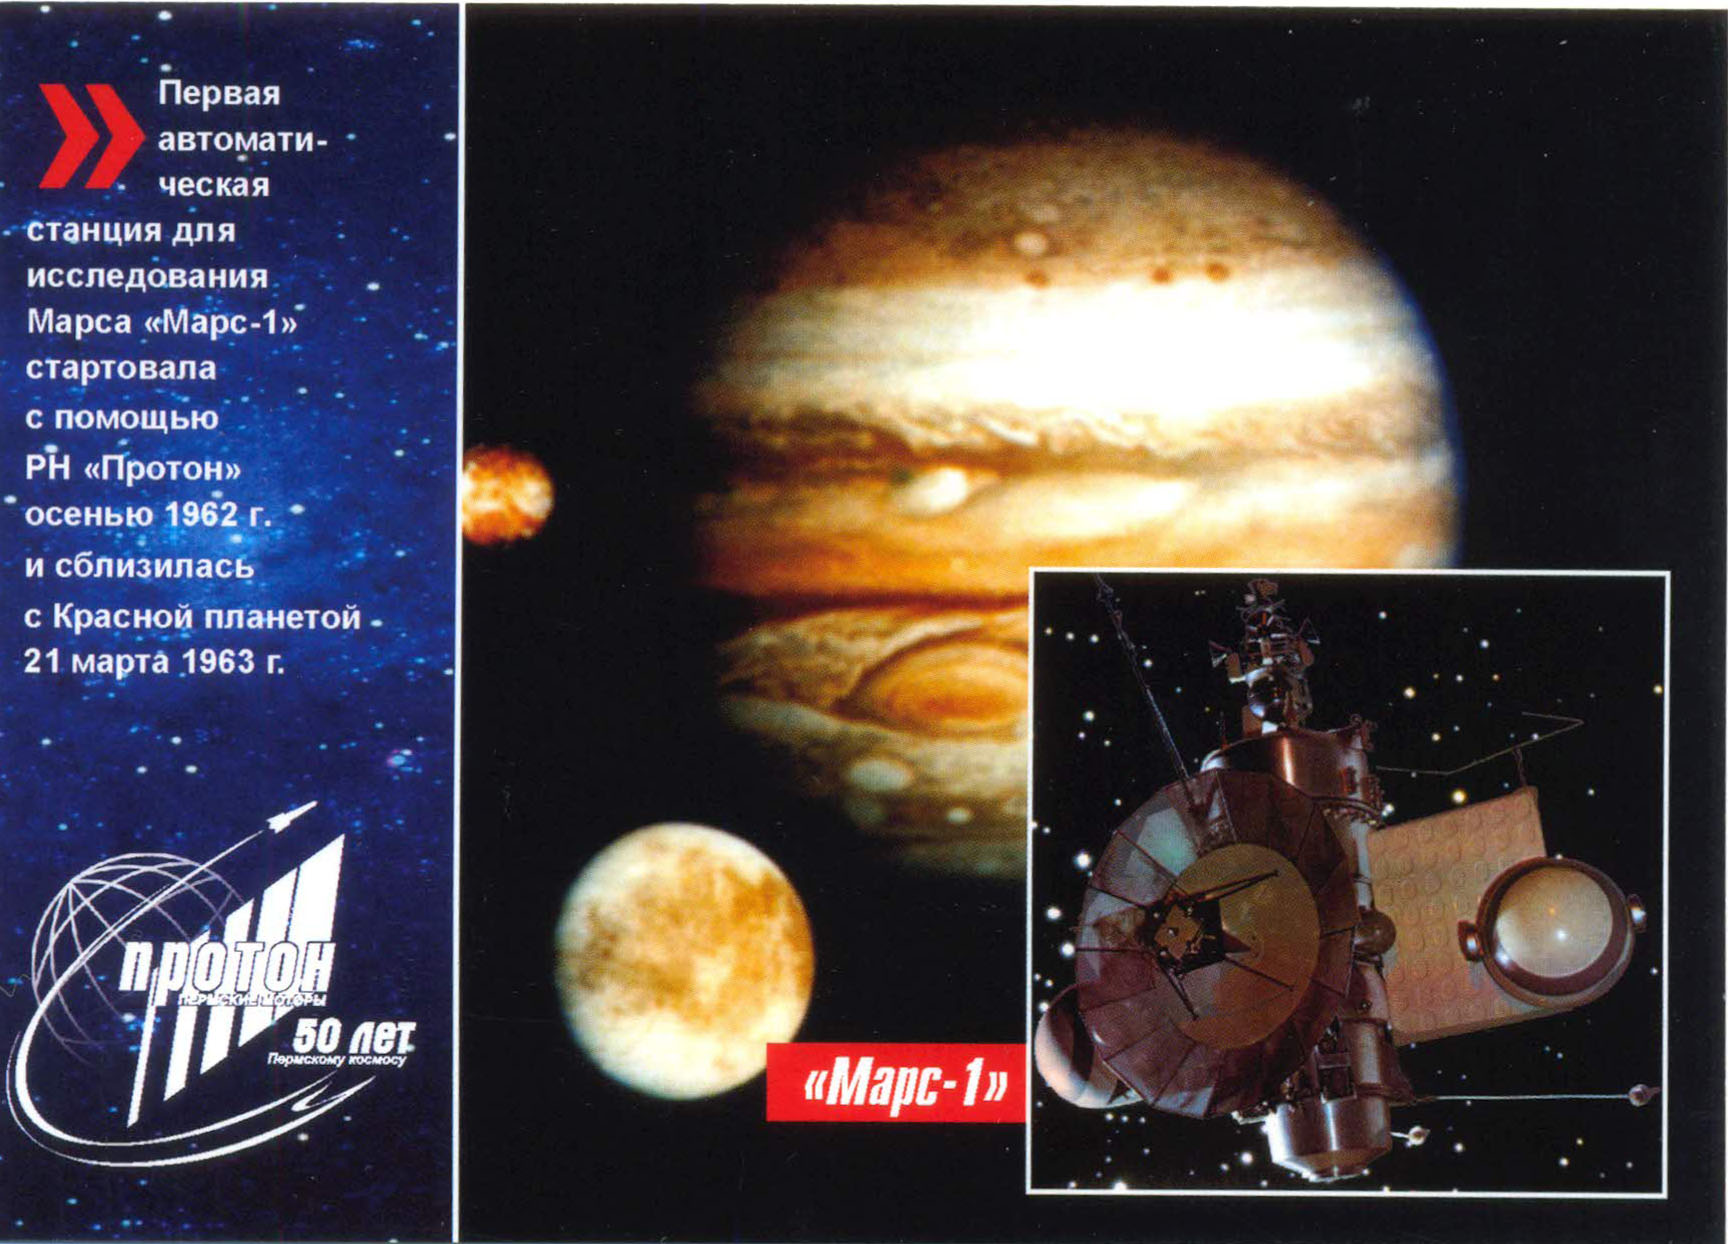 Первая
автомати-
ческая
станция для
исследования
Марса «Марс-1»
стартовала
с помощью
РН «Протон»
осенью 1962 г.
и сблизилась
с Красной планетой
21 марта 1963 г.
протон
ПЕРМСКИЕ МОТОРЫ
50 лет
Пермскому космосу
«Марс-1»